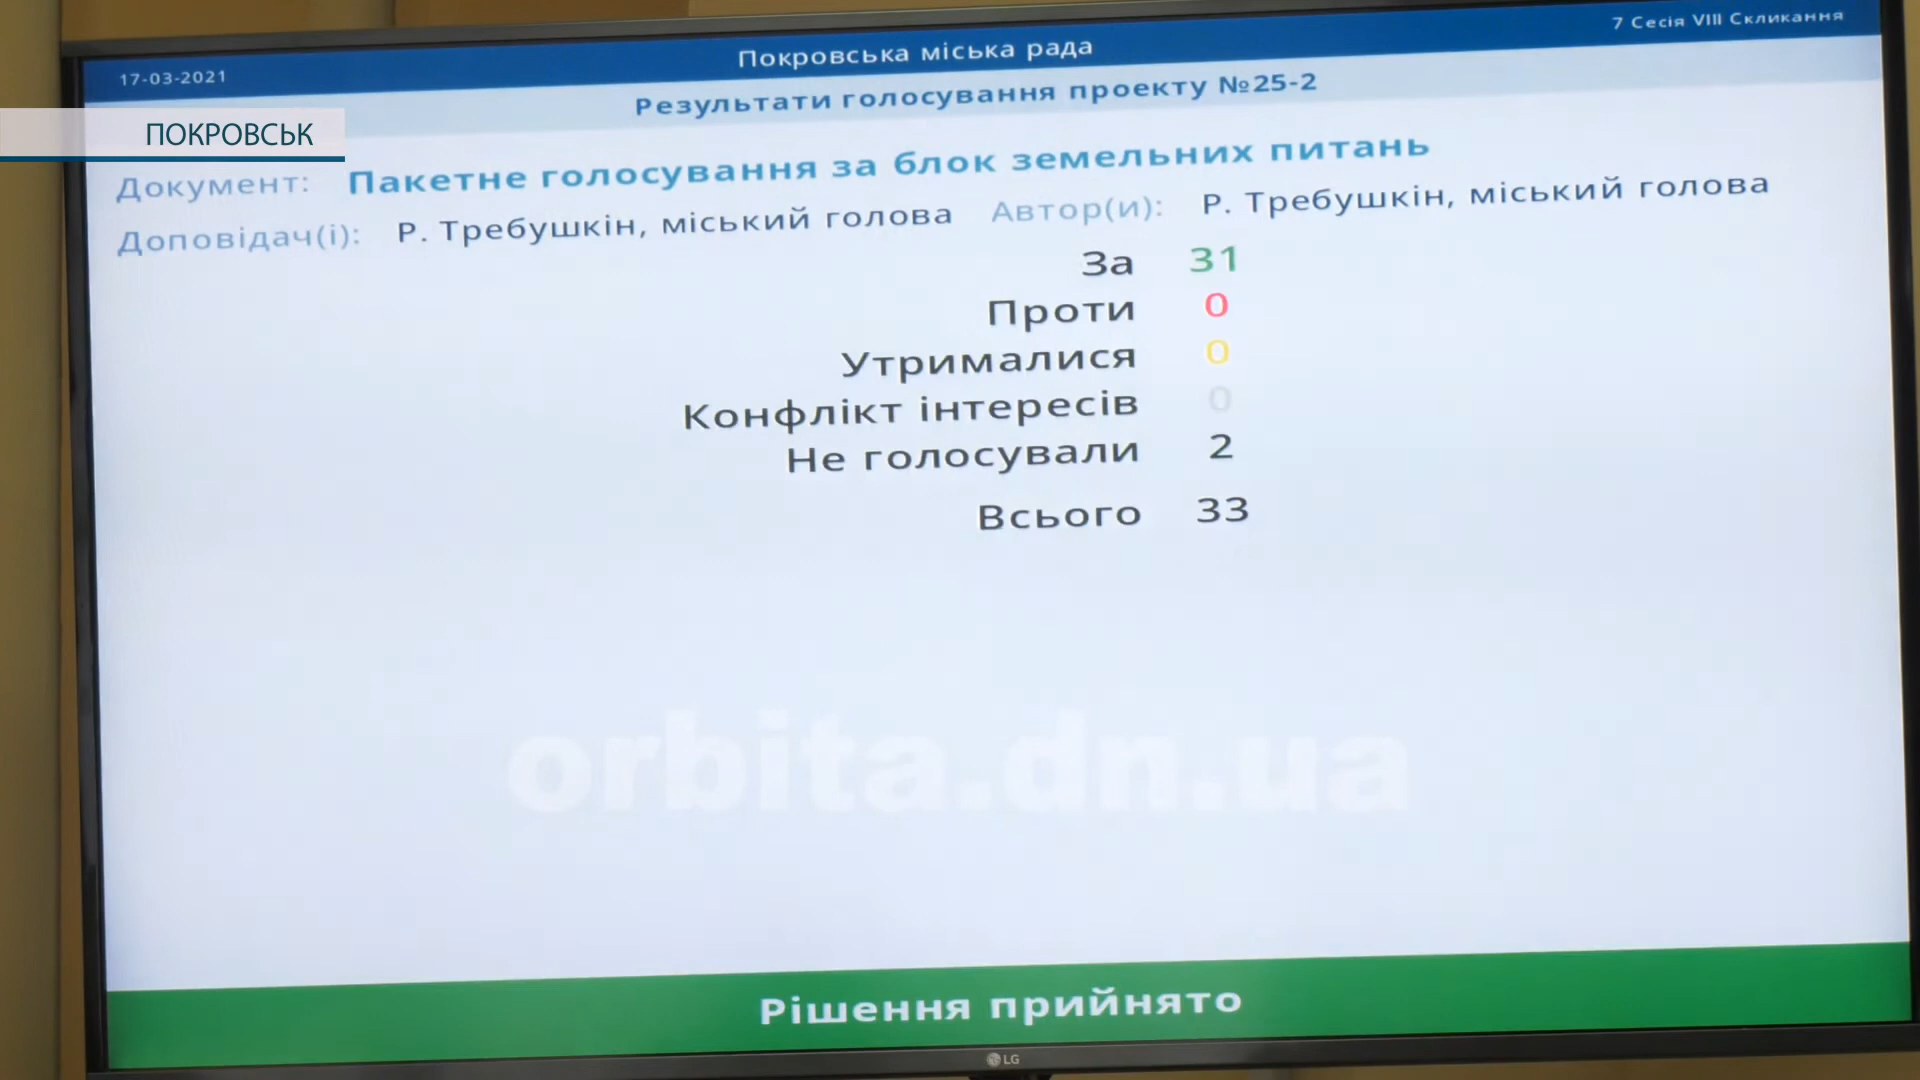 17-03-2021
Покровська міська рада
7 Сесія VIII Скликання
Результати голосування проекту №25-2
ПОКРОВСЬК
Документ: Пакетне голосування за блок земельних питань
Доповідач(і): Р. Требушкін, міський голова Автор(и): Р. Требушкін, міський голова
За 31
Проти 0
Утрималися 0
Конфлікт інтересів 0
Не голосували 2
Всього 33
orbita.dn.ua
Рішення прийнято
LG